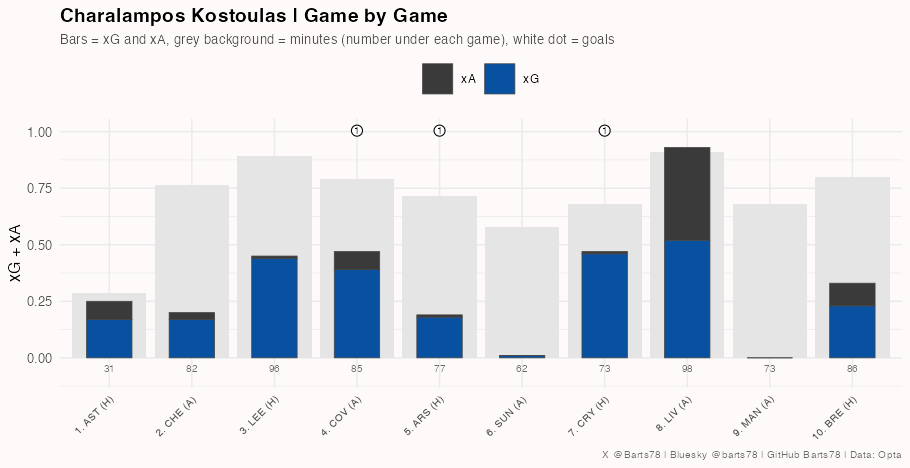 Charalampos Kostoulas | Game by Game
Bars = xG and xA, grey background = minutes (number under each game), white dot = goals
xA xG
xG + xA
1.00
0.75
0.50
0.25
0.00
1 1 1
31 82 96 85 77 62 73 98 73 86
1. AST (H)
2. CHE (A)
3. LEE (H)
4. COV (A)
5. ARS (H)
6. SUN (A)
7. CRY (H)
8. LIV (A)
9. MAN (A)
10. BRE (H)
X @Barts78 | Bluesky @barts78 | GitHub Barts78 | Data: Opta